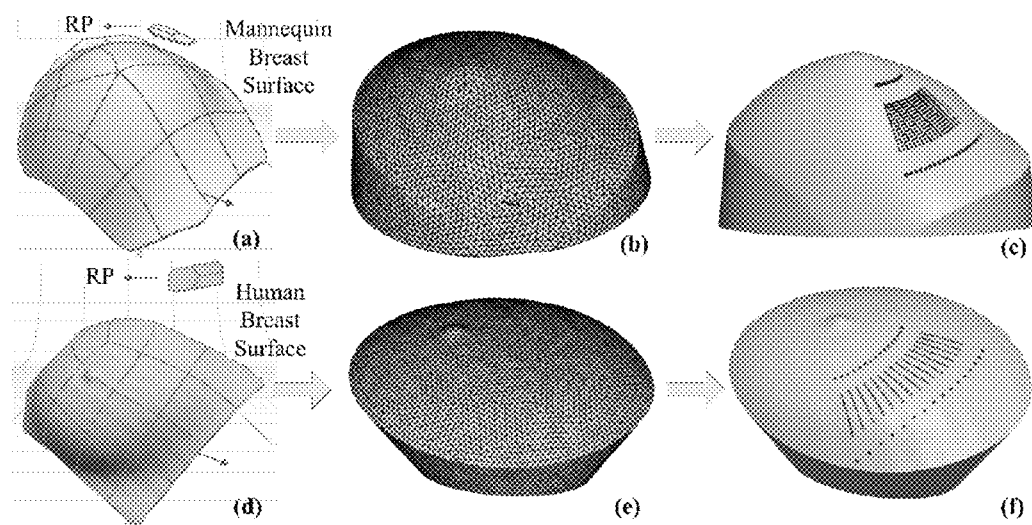 RP
Mannequin
Breast
Surface
(a)
(b)
(c)
RP
Human
Breast
Surface
(d)
(e)
(f)